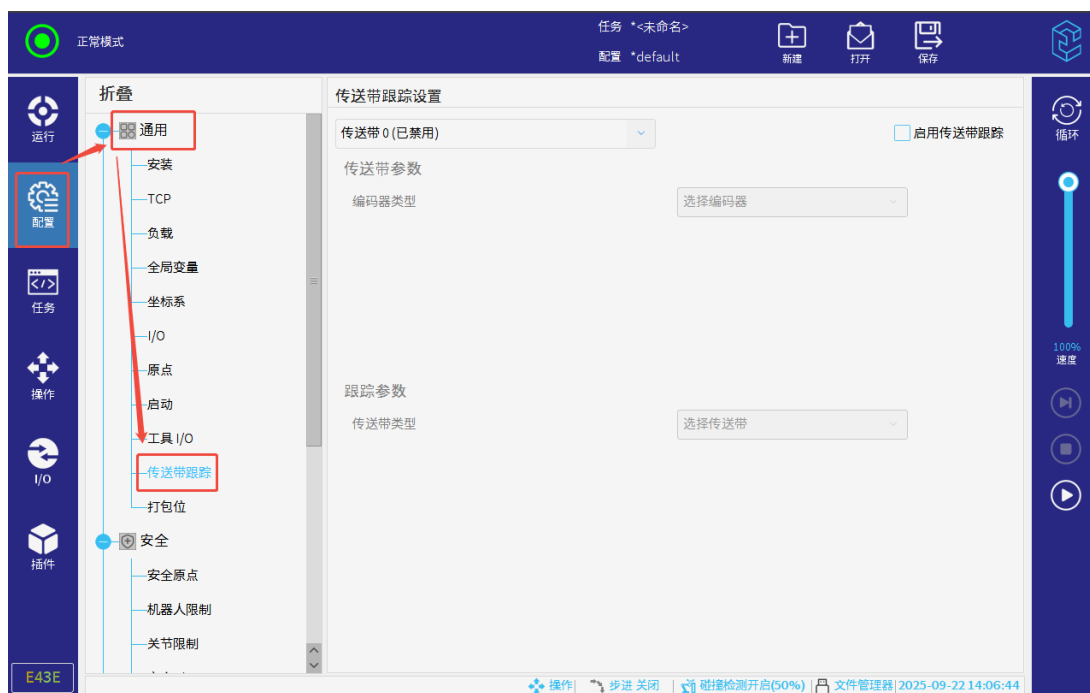 正常模式
任务 *<未命名>
配置 *default
新建
打开
保存
运行
配置
任务
操作
I/O
插件
E43E
折叠
通用
安装
TCP
负载
全局变量
坐标系
I/O
原点
启动
工具 I/O
传送带跟踪
打包位
安全
安全原点
机器人限制
关节限制
传送带跟踪设置
传送带 0 (已禁用)
启用传送带跟踪
传送带参数
编码器类型
选择编码器
跟踪参数
传送带类型
选择传送带
循环
100%
速度
操作
步进 关闭
碰撞检测开启(50%)
文件管理器
2025-09-22 14:06:44